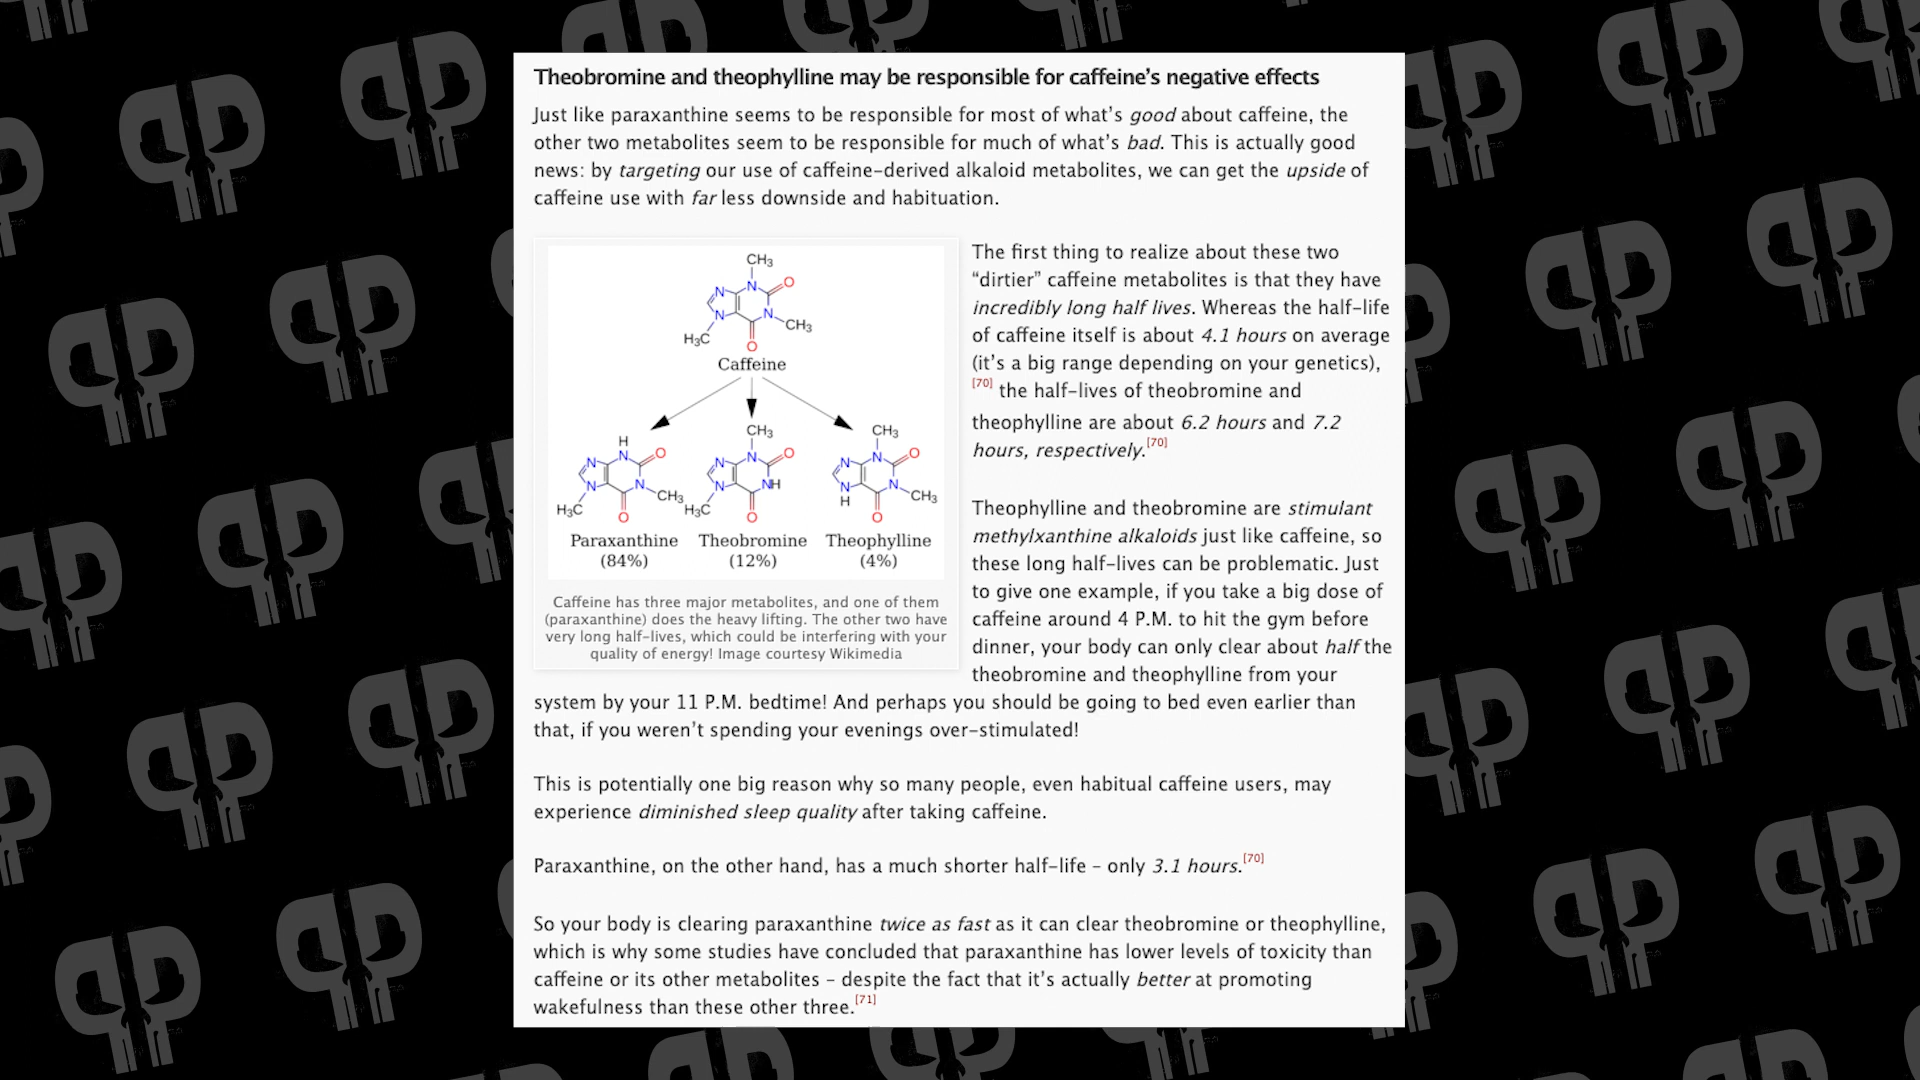 Theobromine and theophylline may be responsible for caffeine's negative effects
Just like paraxanthine seems to be responsible for most of what's good about caffeine, the
other two metabolites seem to be responsible for much of what's bad. This is actually good
news: by targeting our use of caffeine-derived alkaloid metabolites, we can get the upside of
caffeine use with far less downside and habituation.
CH3
N
O
N
N
N
CH3
H3C
O
Caffeine
H
N
O
N
N
N
CH3
H3C
O
Paraxanthine
(84%)
CH3
N
O
N
N
NH
H3C
O
Theobromine
(12%)
CH3
N
O
N
N
H
N
CH3
O
Theophylline
(4%)
Caffeine has three major metabolites, and one of them
(paraxanthine) does the heavy lifting. The other two have
very long half-lives, which could be interfering with your
quality of energy! Image courtesy Wikimedia
The first thing to realize about these two
“dirtier” caffeine metabolites is that they have
incredibly long half lives. Whereas the half-life
of caffeine itself is about 4.1 hours on average
(it's a big range depending on your genetics),
[70] the half-lives of theobromine and
theophylline are about 6.2 hours and 7.2
hours, respectively.[70]
Theophylline and theobromine are stimulant
methylxanthine alkaloids just like caffeine, so
these long half-lives can be problematic. Just
to give one example, if you take a big dose of
caffeine around 4 P.M. to hit the gym before
dinner, your body can only clear about half the
theobromine and theophylline from your
system by your 11 P.M. bedtime! And perhaps you should be going to bed even earlier than
that, if you weren't spending your evenings over-stimulated!
This is potentially one big reason why so many people, even habitual caffeine users, may
experience diminished sleep quality after taking caffeine.
Paraxanthine, on the other hand, has a much shorter half-life – only 3.1 hours.[70]
So your body is clearing paraxanthine twice as fast as it can clear theobromine or theophylline,
which is why some studies have concluded that paraxanthine has lower levels of toxicity than
caffeine or its other metabolites – despite the fact that it's actually better at promoting
wakefulness than these other three.[71]